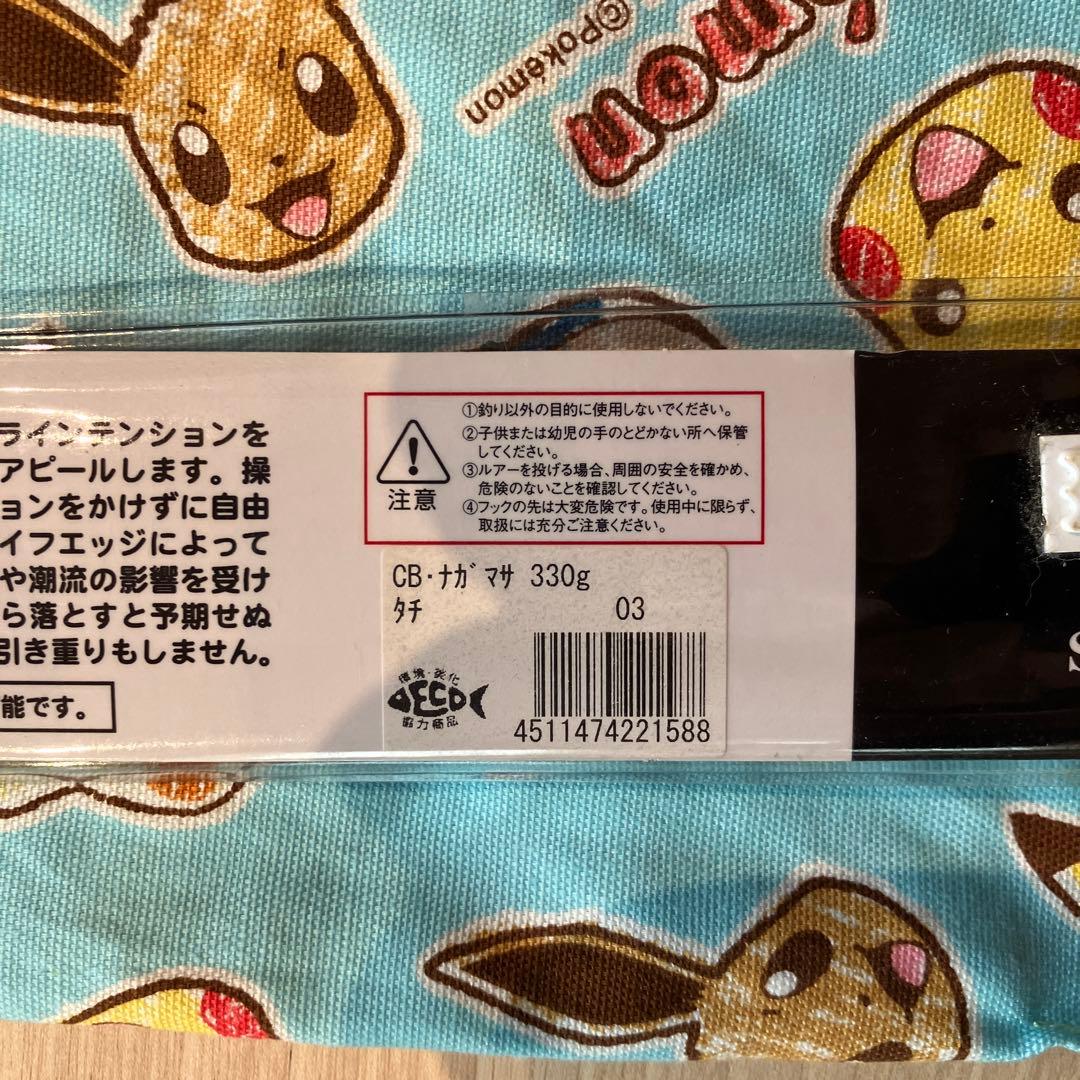 ©Pokémon
ラインテンションを
アピールします。操
ションをかけずに自由
イフエッジによって
や潮流の影響を受け
ら落とすと予期せぬ
引き重りもしません。
能です。
注意
①釣り以外の目的に使用しないでください。
②子供または幼児の手のとどかない所へ保管
してください。
③ルアーを投げる場合、周囲の安全を確かめ、
危険のないことを確認してください。
④フックの先は大変危険です。使用中に限らず、
取扱には充分ご注意ください。
CB・ナガマサ 330g
タチ 03
環境・炭化
ECO
協力商品
4511474221588
S